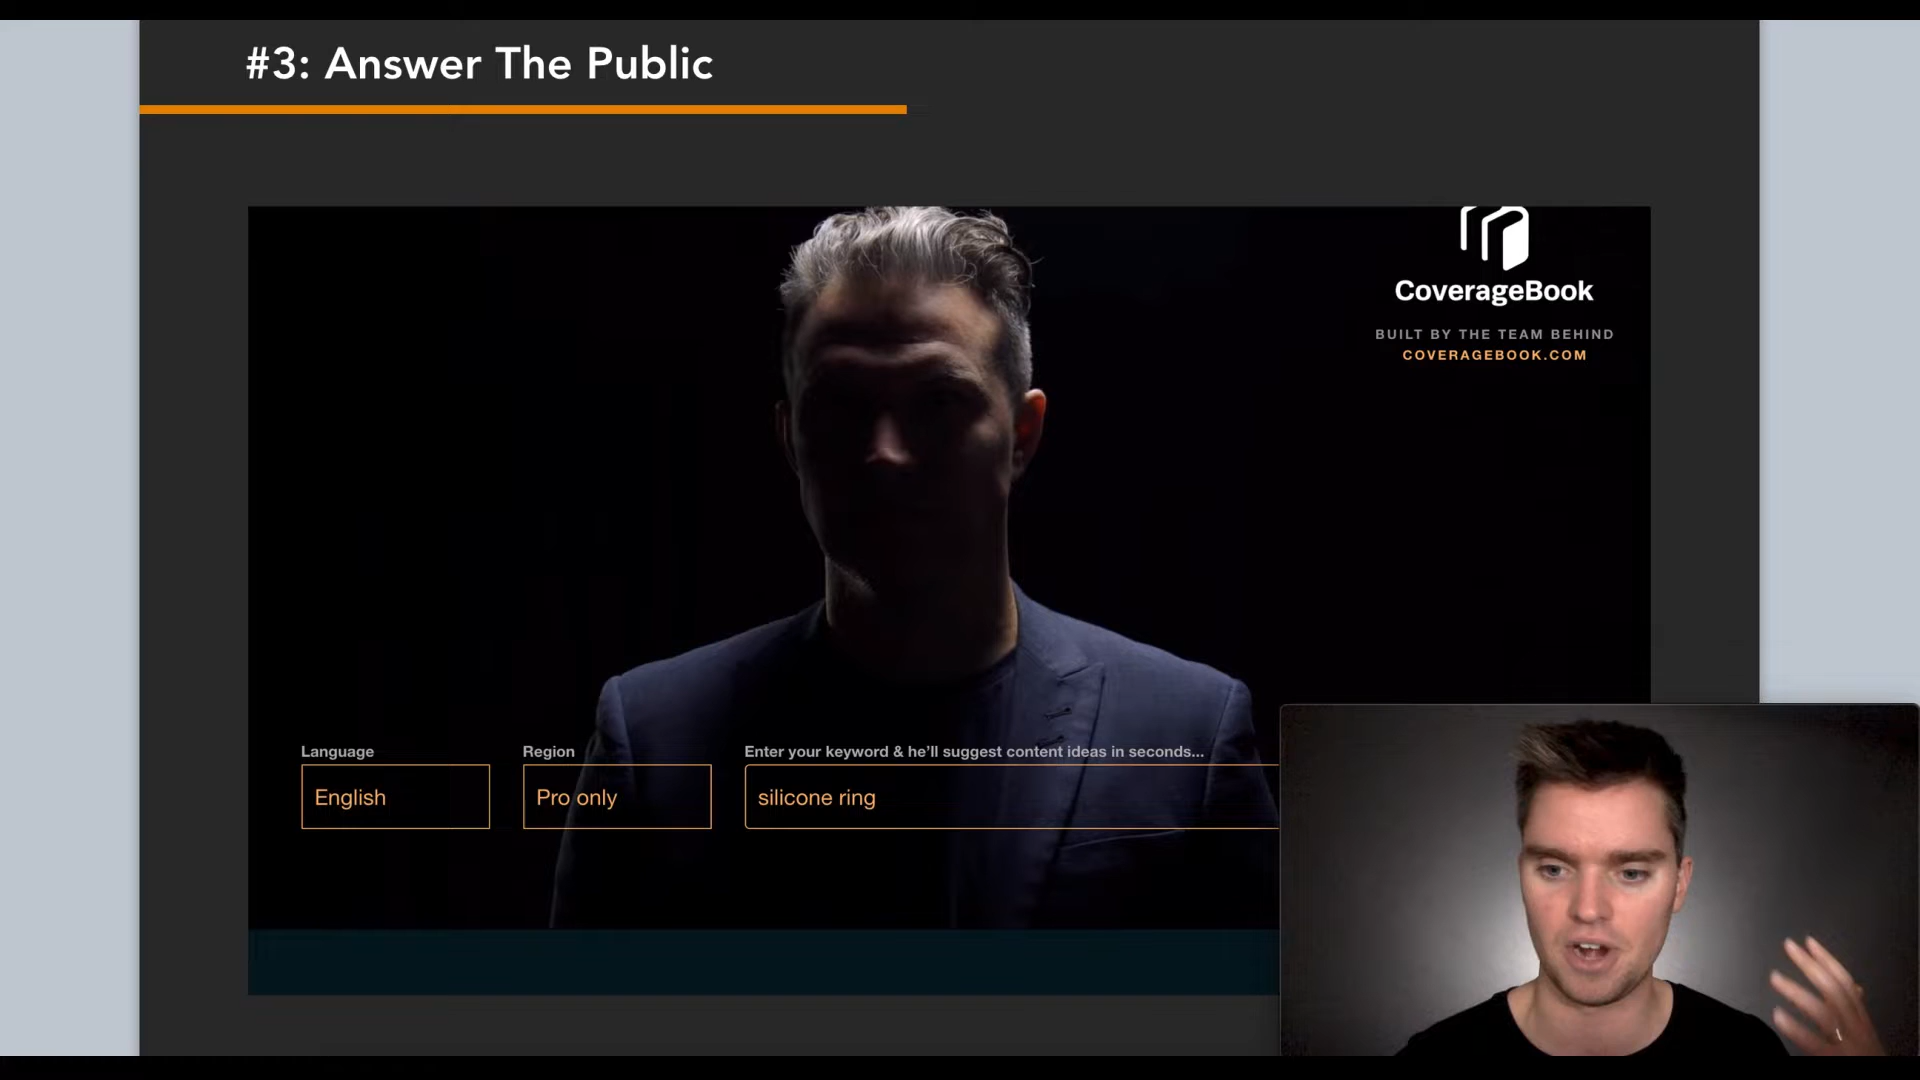 #3: Answer The Public
CoverageBook
BUILT BY THE TEAM BEHIND
COVERAGEBOOK.COM
Language
Region
Enter your keyword & he’ll suggest content ideas in seconds...
English
Pro only
silicone ring